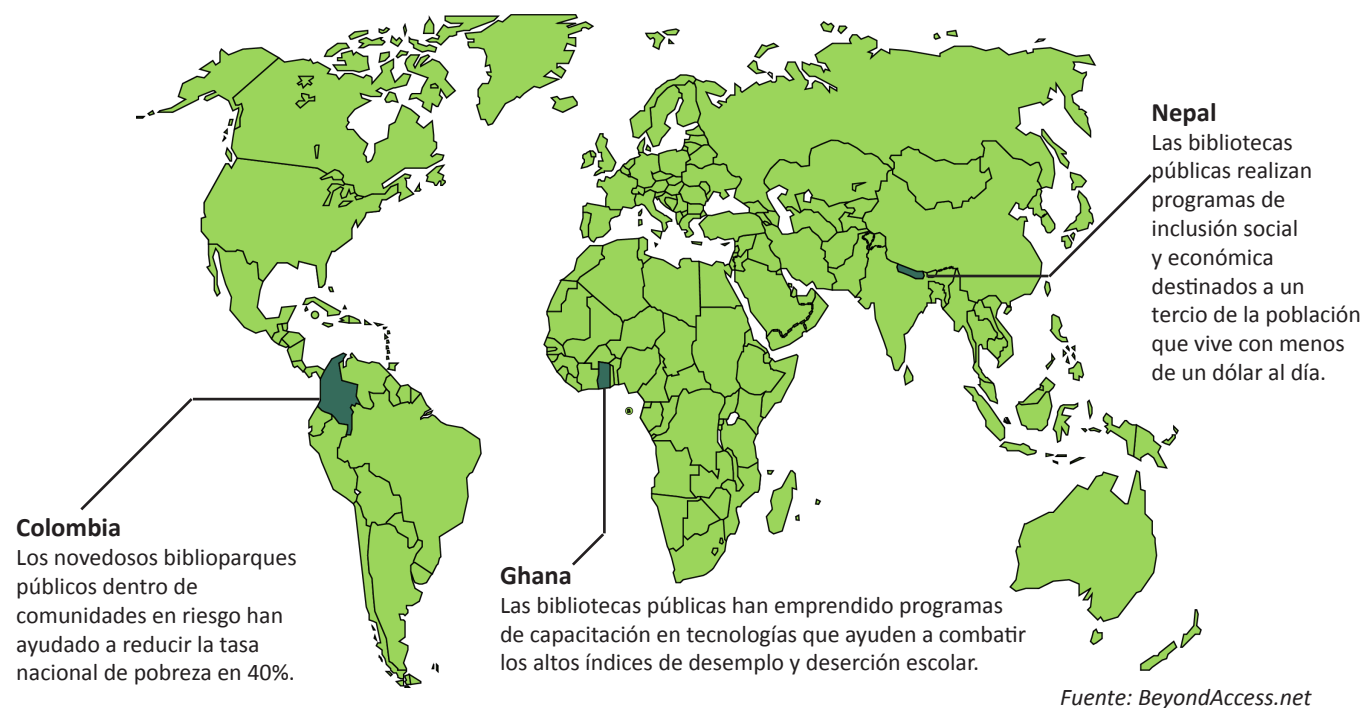 Nepal
Las bibliotecas
públicas realizan
programas de
inclusión social
y económica
destinados a un
tercio de la población
que vive con menos
de un dólar al día.
Colombia
Los novedosos biblioparques
públicos dentro de
comunidades en riesgo han
ayudado a reducir la tasa
nacional de pobreza en 40%.
Ghana
Las bibliotecas públicas han emprendido programas
de capacitación en tecnologías que ayuden a combatir
los altos índices de desemplo y deserción escolar.
Fuente: BeyondAccess.net